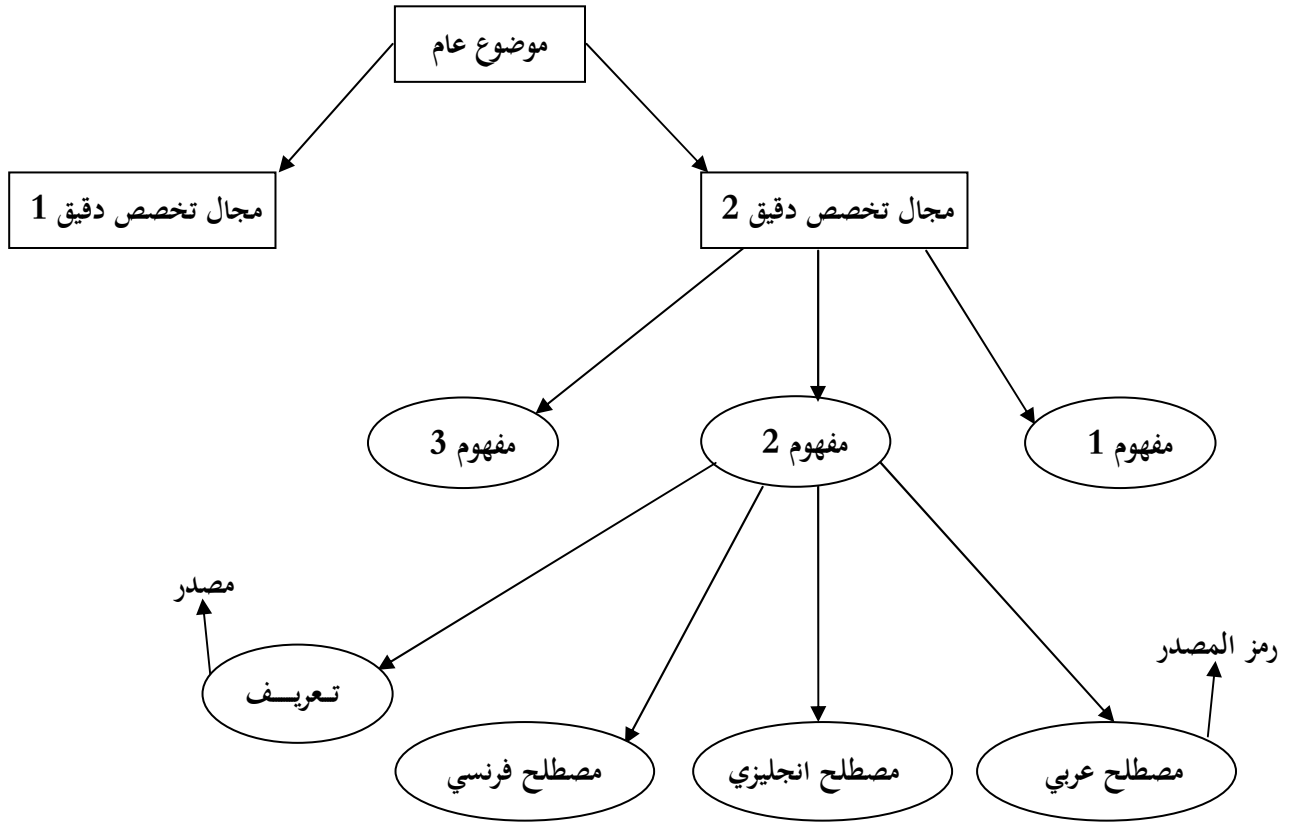 موضوع عام
مجال تخصص دقيق 2
مجال تخصص دقيق 1
مفهوم 1
مفهوم 2
مفهوم 3
مصدر
رمز المصدر
تـعريـــف
مصطلح عربي
مصطلح انجليزي
مصطلح فرنسي